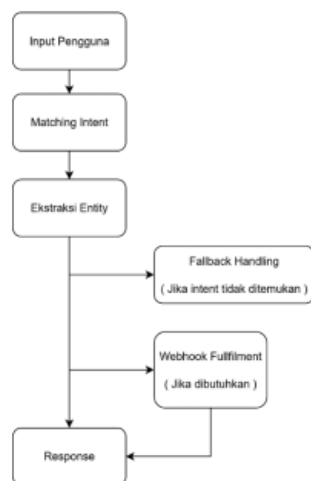 Input Pengguna
Matching Intent
Ekstraksi Entity
Fallback Handling
( Jika intent tidak ditemukan )
Webhook Fullfilment
( Jika dibutuhkan )
Response